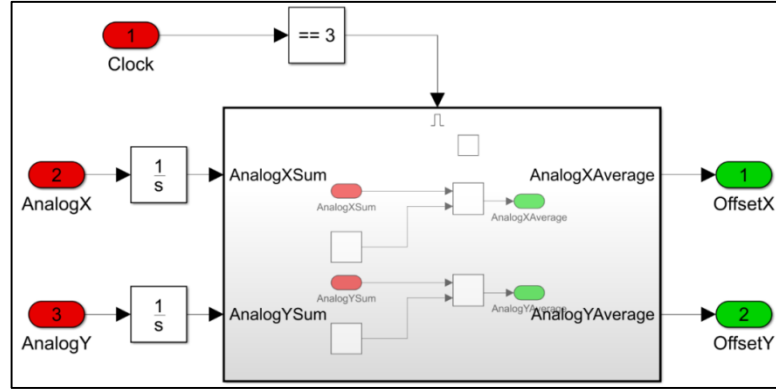 1
== 3
Clock
2
1
s
AnalogXSum
AnalogXAverage
1
AnalogX
OffsetX
AnalogXSum
AnalogXAverage
3
1
s
AnalogYSum
AnalogYSum
AnalogYAverage
AnalogYAverage
2
AnalogY
OffsetY